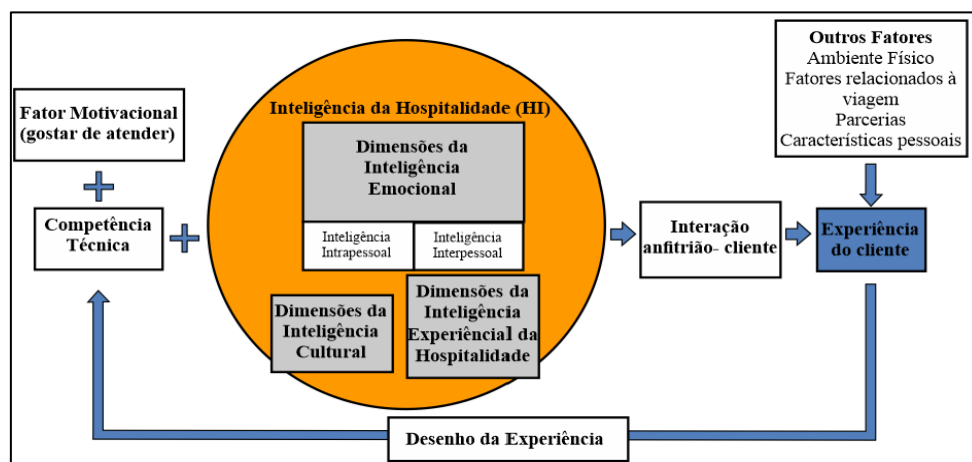 Fator Motivacional
(gostar de atender)
Competência
Técnica
Inteligência da Hospitalidade (HI)
Dimensões da
Inteligência
Emocional
Inteligência
Intrapessoal
Inteligência
Interpessoal
Dimensões da
Inteligência
Cultural
Dimensões da
Inteligência
Experiêncial da
Hospitalidade
Interação
anfitrião- cliente
Outros Fatores
Ambiente Físico
Fatores relacionados à
viagem
Parcerias
Características pessoais
Experiência
do cliente
Desenho da Experiência